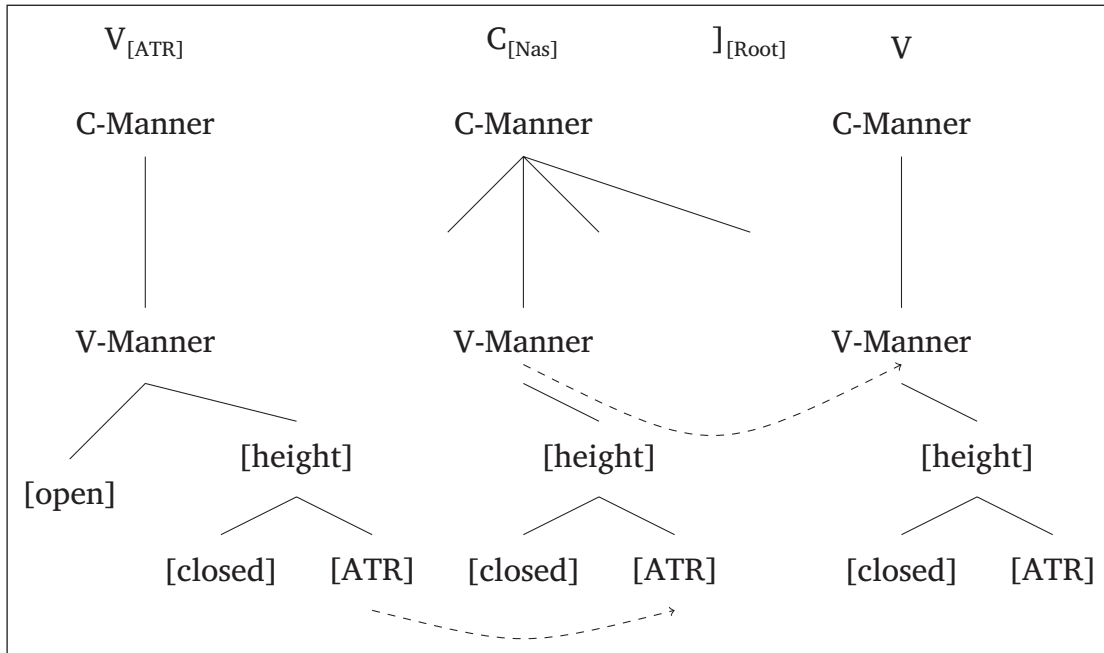 V[ATR] C[Nas] ][Root] V
C-Manner C-Manner C-Manner
V-Manner V-Manner V-Manner
[height] [height] [height]
[open]
[closed] [ATR] [closed] [ATR] [closed] [ATR]